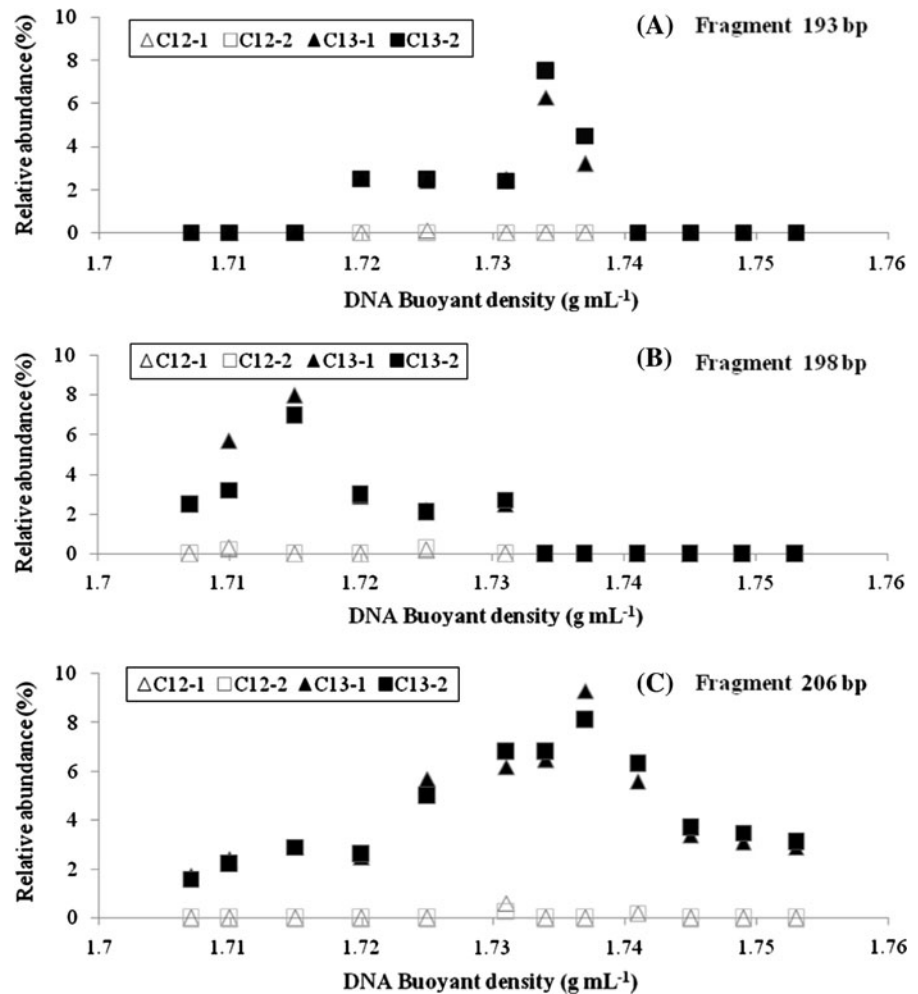 (A) Fragment 193 bp
△C12-1 □C12-2 ▲C13-1 ■C13-2
Relative abundance (%)
10
8
6
4
2
0
1.7 1.71 1.72 1.73 1.74 1.75 1.76
DNA Buoyant density (g mL⁻¹)
(B) Fragment 198 bp
△C12-1 □C12-2 ▲C13-1 ■C13-2
Relative abundance (%)
10
8
6
4
2
0
1.7 1.71 1.72 1.73 1.74 1.75 1.76
DNA Buoyant density (g mL⁻¹)
(C) Fragment 206 bp
△C12-1 □C12-2 ▲C13-1 ■C13-2
Relative abundance (%)
10
8
6
4
2
0
1.7 1.71 1.72 1.73 1.74 1.75 1.76
DNA Buoyant density (g mL⁻¹)